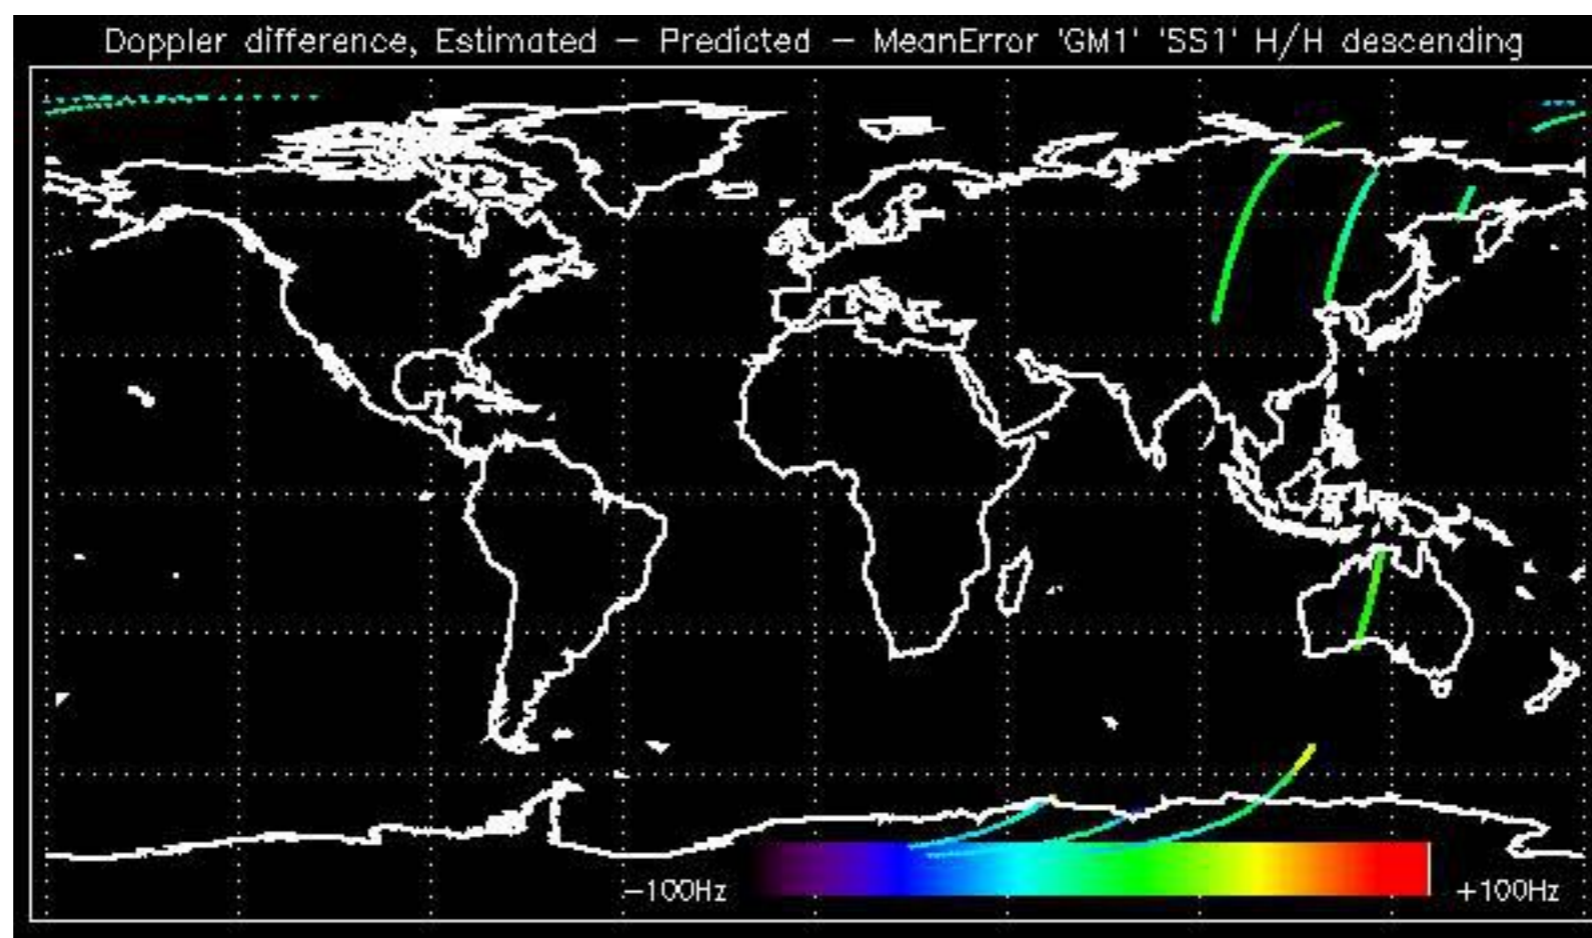 Doppler difference, Estimated – Predicted – MeanError 'GM1' 'SS1' H/H descending
-100Hz
+100Hz